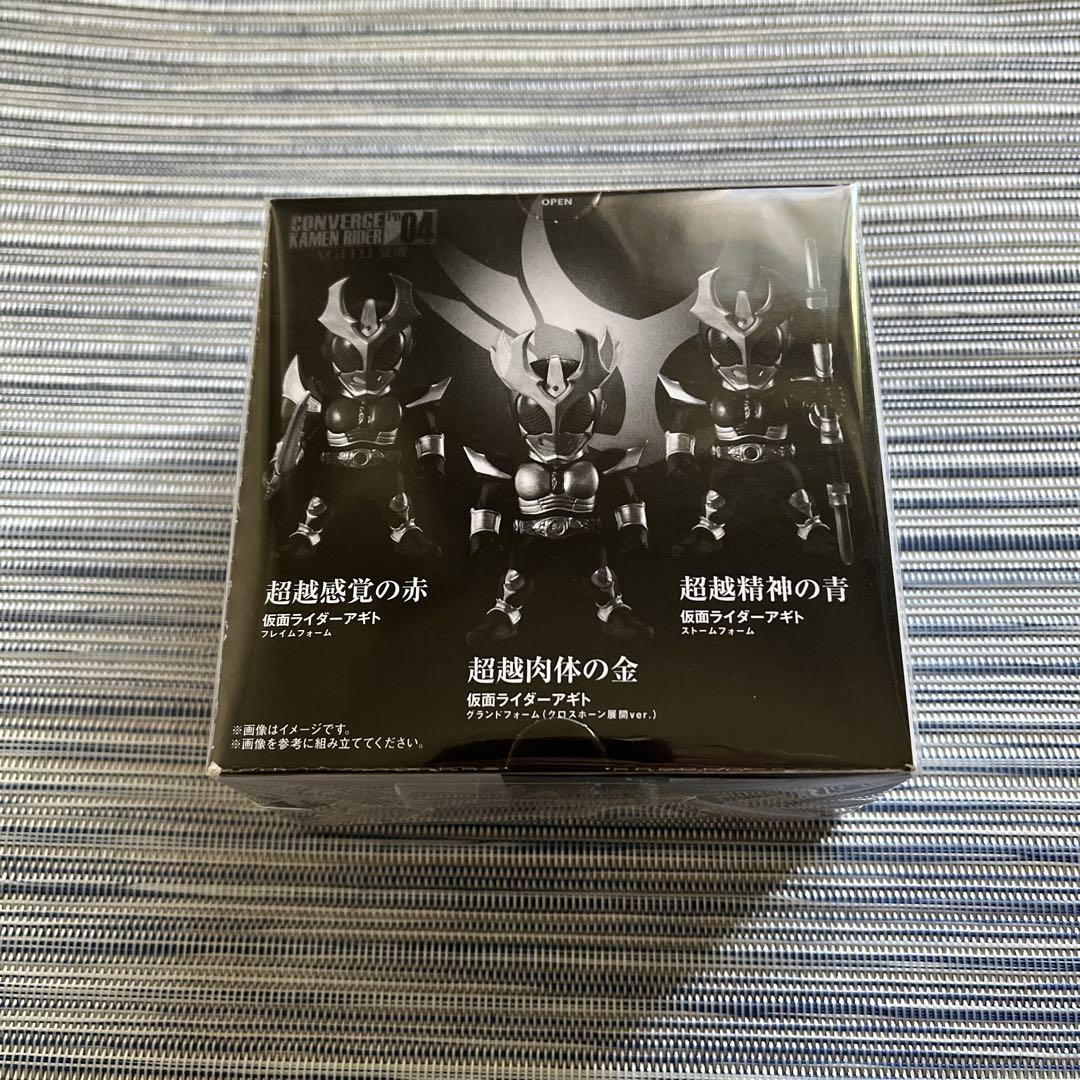 OPEN
CONVERGE
KAMEN RIDER
PR
04
AGITΩ 覚醒
超越感覚の赤
仮面ライダーアギト
フレイムフォーム
超越精神の青
仮面ライダーアギト
ストームフォーム
超越肉体の金
仮面ライダーアギト
グランドフォーム(クロスホーン展開ver.)
※画像はイメージです。
※画像を参考に組み立ててください。